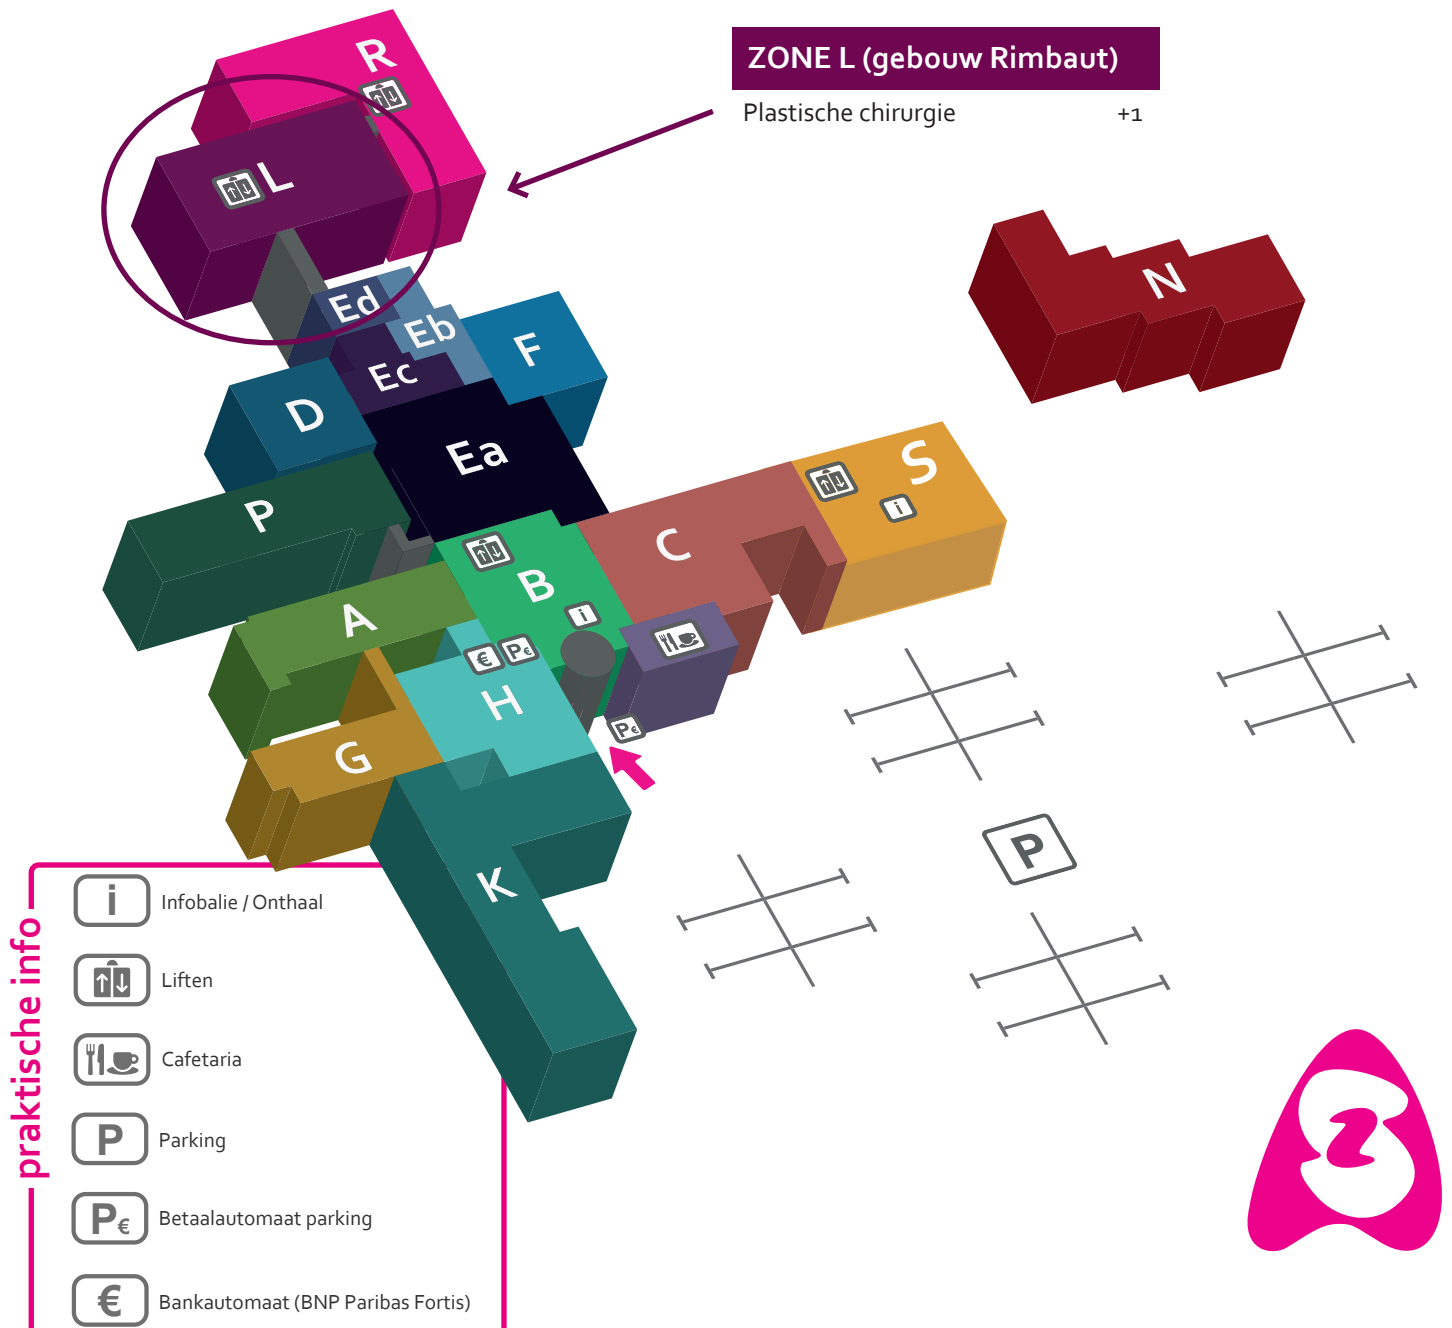 ZONE L (gebouw Rimbaut)
Plastische chirurgie +1
R
L
N
Ed
Eb
F
Ec
D
Ea
S
P
C
i
B
A
i
€ P€
H
P€
G
P
K
praktische info
i Infobalie / Onthaal
Liften
Cafetaria
P Parking
P€ Betaalautomaat parking
€ Bankautomaat (BNP Paribas Fortis)